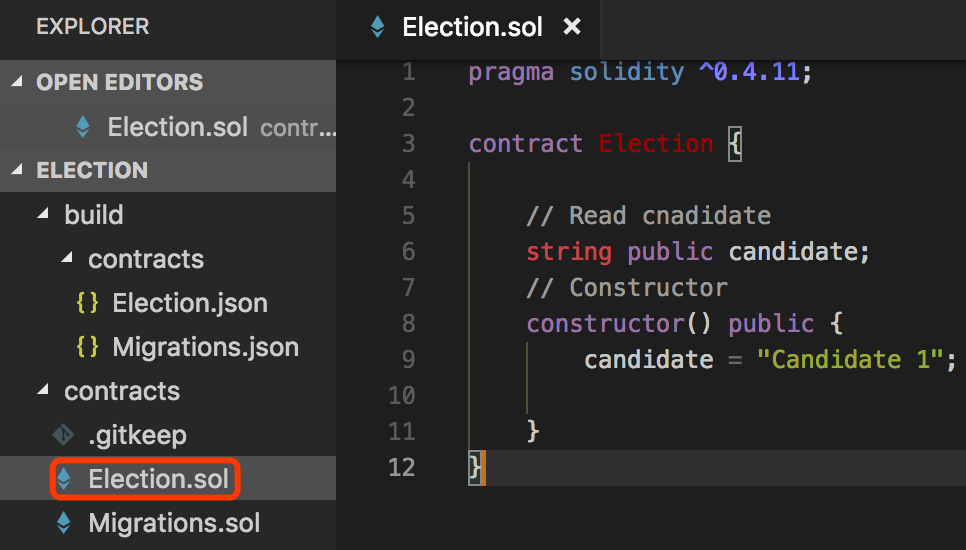 EXPLORER
OPEN EDITORS
Election.sol contr...
ELECTION
build
contracts
{} Election.json
{} Migrations.json
contracts
.gitkeep
Election.sol
Migrations.sol
Election.sol ×
1 pragma solidity ^0.4.11;
2
3 contract Election {
4
5 // Read cnadidate
6 string public candidate;
7 // Constructor
8 constructor() public {
9 candidate = "Candidate 1";
10
11 }
12 }